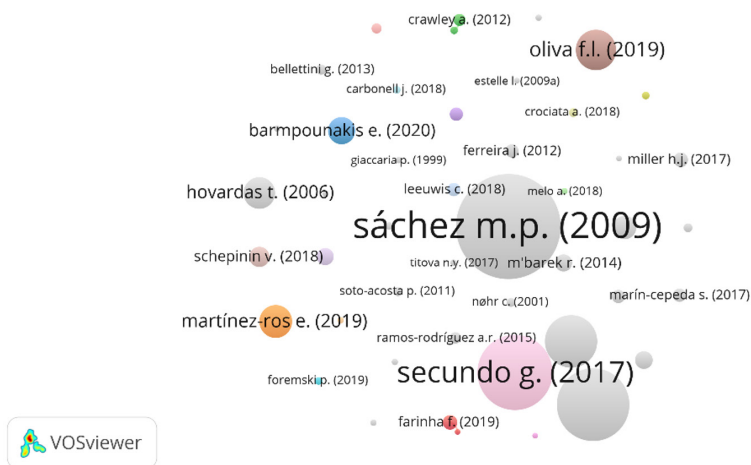 crawley a. (2012)
oliva f.l. (2019)
bellettini g. (2013)
estelle l. (2009a)
carbonell j. (2018)
crociata a. (2018)
barmpounakis e. (2020)
ferreira j. (2012)
giaccaria p. (1999)
miller h.j. (2017)
hovardas t. (2006)
leeuwis c. (2018)
melo a. (2018)
sáchez m.p. (2009)
schepinin v. (2018)
titova n.y. (2017)
m'barek r. (2014)
soto-acosta p. (2011)
nøhr c. (2001)
marín-cepeda s. (2017)
martínez-ros e. (2019)
ramos-rodríguez a.r. (2015)
foremski p. (2019)
secundo g. (2017)
farinha f. (2019)
VOSviewer